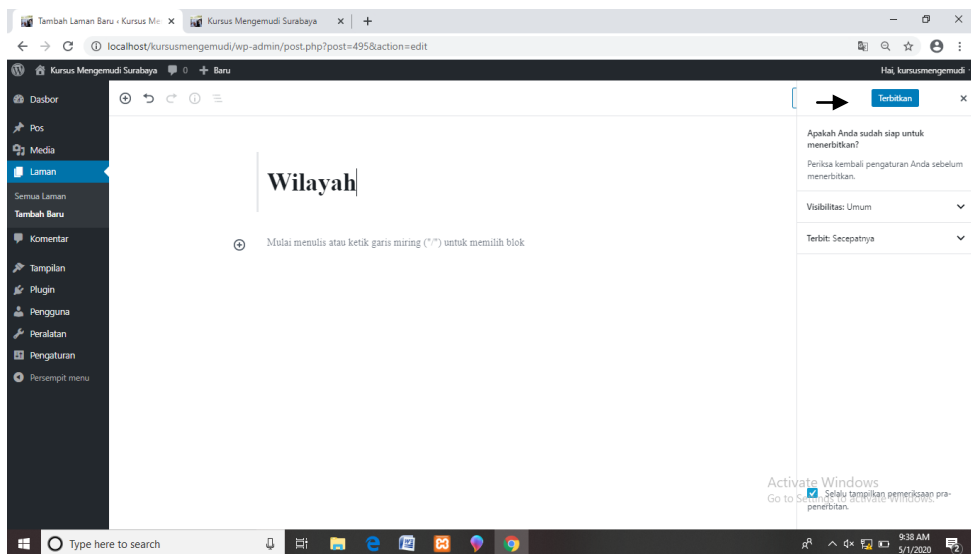 Tambah Laman Baru ‹ Kursus Me
Kursus Mengemudi Surabaya
localhost/kursusmengemudi/wp-admin/post.php?post=495&action=edit
Kursus Mengemudi Surabaya 0 + Baru
Hai, kursusmengemudi
Dasbor
Terbitkan
Pos
Media
Laman
Semua Laman
Tambah Baru
Komentar
Tampilan
Plugin
Pengguna
Peralatan
Pengaturan
Persempit menu
Wilayah
Mulai menulis atau ketik garis miring ("/") untuk memilih blok
Apakah Anda sudah siap untuk
menerbitkan?
Periksa kembali pengaturan Anda sebelum
menerbitkan.
Visibilitas: Umum
Terbit: Secepatnya
Activate Windows
Go to Settings to activate Windows.
Selalu tampilkan pemeriksaan pra-
penerbitan.
Type here to search
9:38 AM
5/1/2020
2